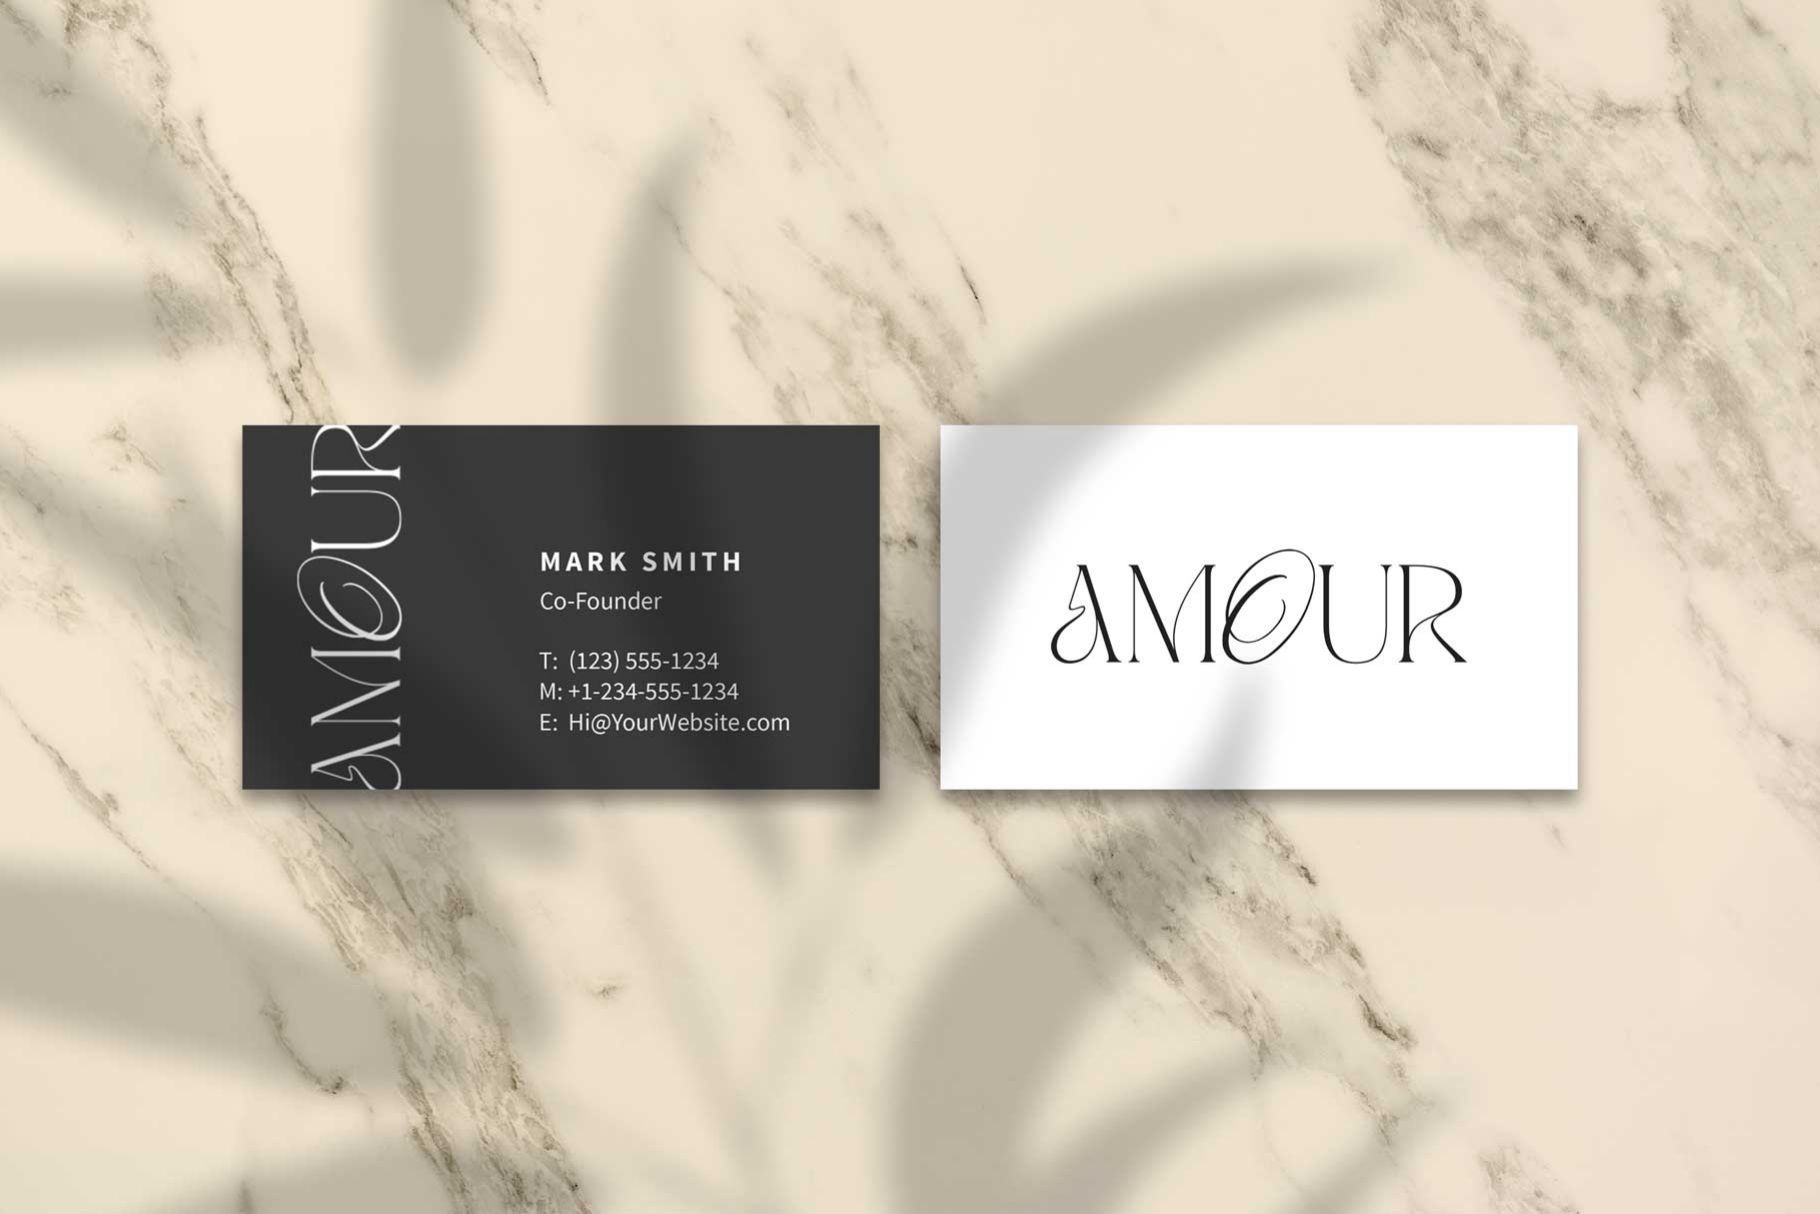 AMOUR
MARK SMITH
Co-Founder
T: (123) 555-1234
M: +1-234-555-1234
E: Hi@YourWebsite.com
AMOUR